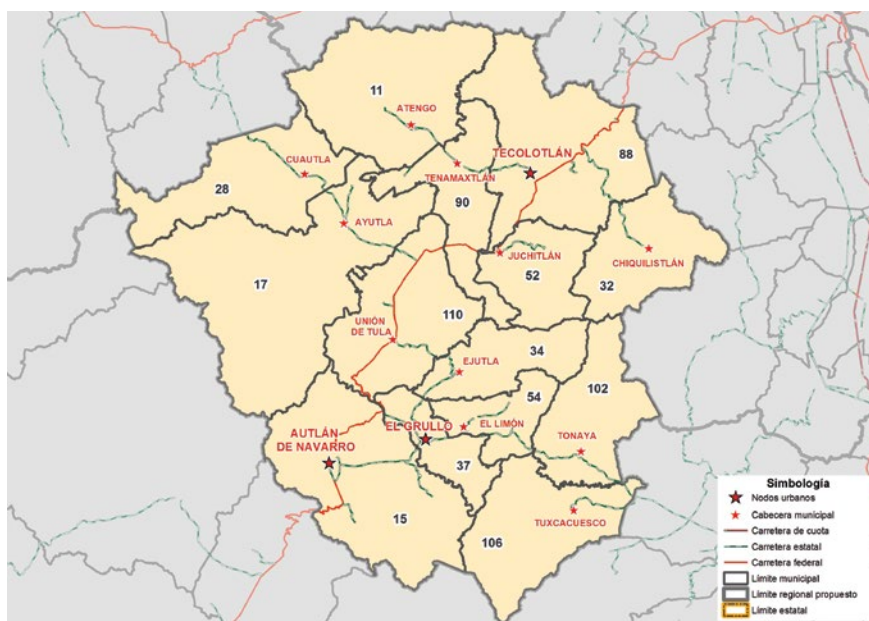 11
ATENGO
TECOLOTLÁN
88
CUAUTLA
TENAMAXTLÁN
28
90
AYUTLA
JUCHITLÁN
CHIQUILISTLÁN
17
52
32
110
UNIÓN
DE TULA
34
EJUTLA
102
54
AUTLÁN
DE NAVARRO
EL GRULLO
EL LIMÓN
TONAYA
37
15
TUXCACUESCO
106
Simbología
Nodos urbanos
Cabecera municipal
Carretera de cuota
Carretera estatal
Carretera federal
Límite municipal
Límite regional propuesto
Límite estatal